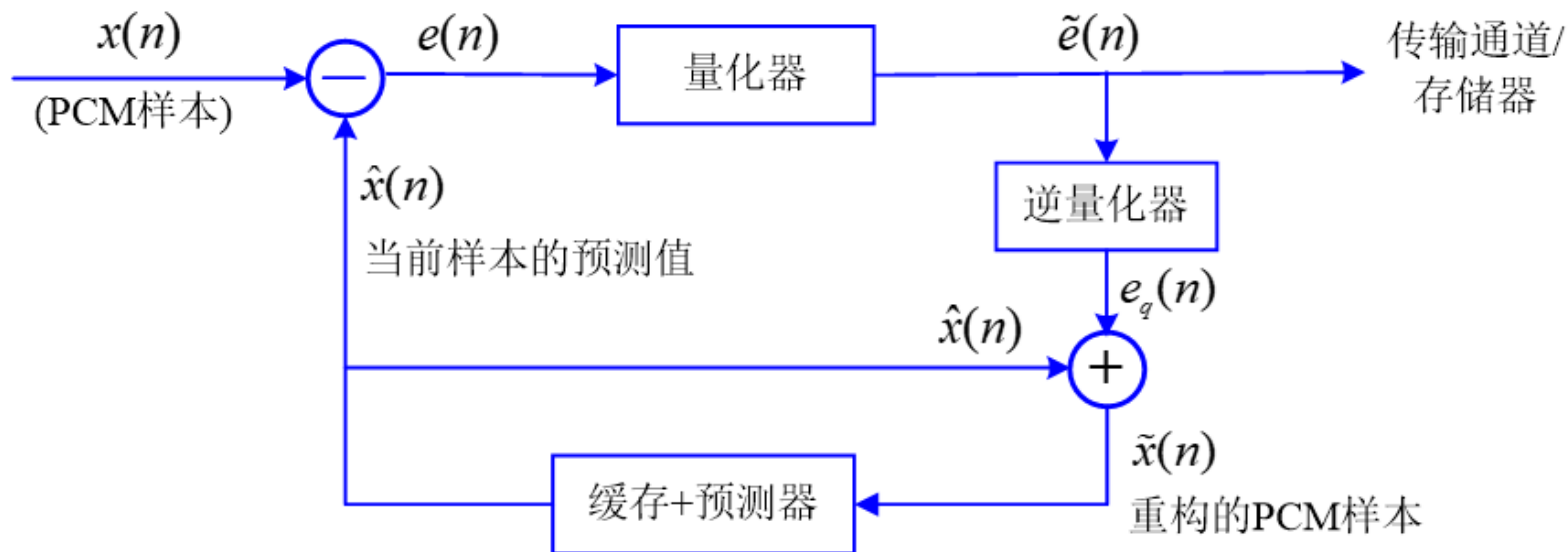 x(n)
e(n)
量化器
ẽ(n)
传输通道/
存储器
(PCM样本)
−
x̂(n)
当前样本的预测值
逆量化器
e_q(n)
x̂(n)
+
x̃(n)
缓存+预测器
重构的PCM样本